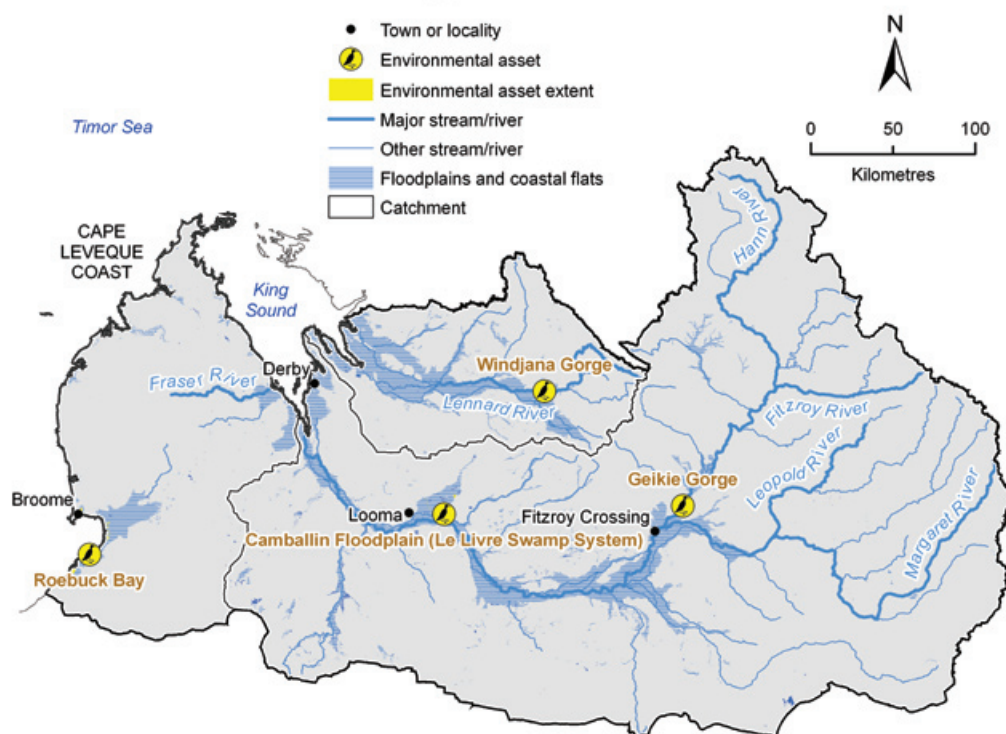 Town or locality
Environmental asset
Environmental asset extent
Major stream/river
Other stream/river
Floodplains and coastal flats
Catchment
N
0 50 100
Kilometres
Timor Sea
CAPE
LEVEQUE
COAST
King
Sound
Hann River
Derby
Fraser River
Windjana Gorge
Lennard River
Fitzroy River
Leopold River
Margaret River
Geikie Gorge
Broome
Looma
Fitzroy Crossing
Camballin Floodplain (Le Livre Swamp System)
Roebuck Bay